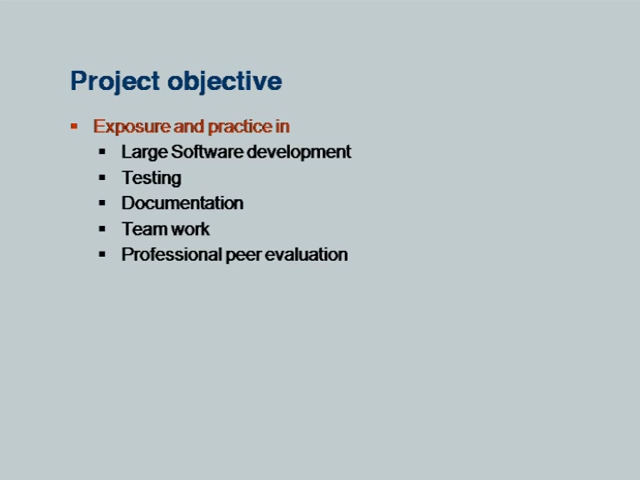 Project objective
Exposure and practice in
Large Software development
Testing
Documentation
Team work
Professional peer evaluation